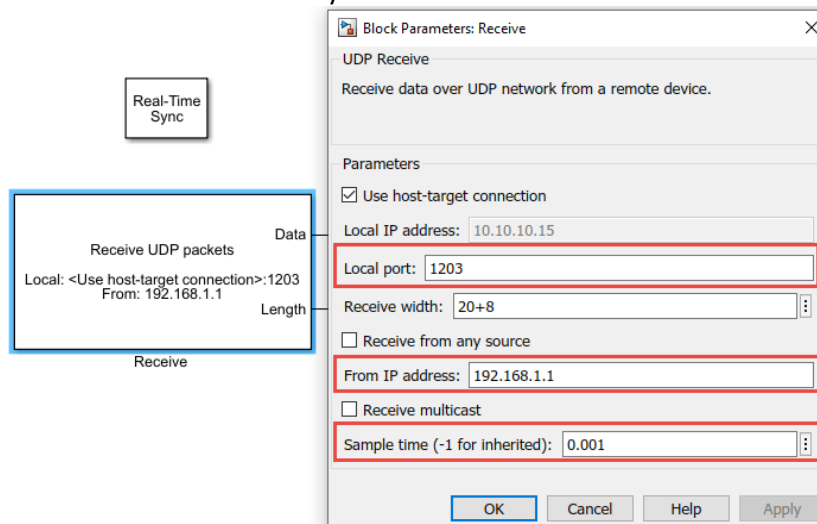 Block Parameters: Receive
UDP Receive
Receive data over UDP network from a remote device.
Real-Time
Sync
Parameters
Use host-target connection
Local IP address: 10.10.10.15
Local port: 1203
Receive width: 20+8
Receive from any source
From IP address: 192.168.1.1
Receive multicast
Sample time (-1 for inherited): 0.001
OK Cancel Help Apply
Data
Receive UDP packets
Local: <Use host-target connection>:1203
From: 192.168.1.1
Length
Receive